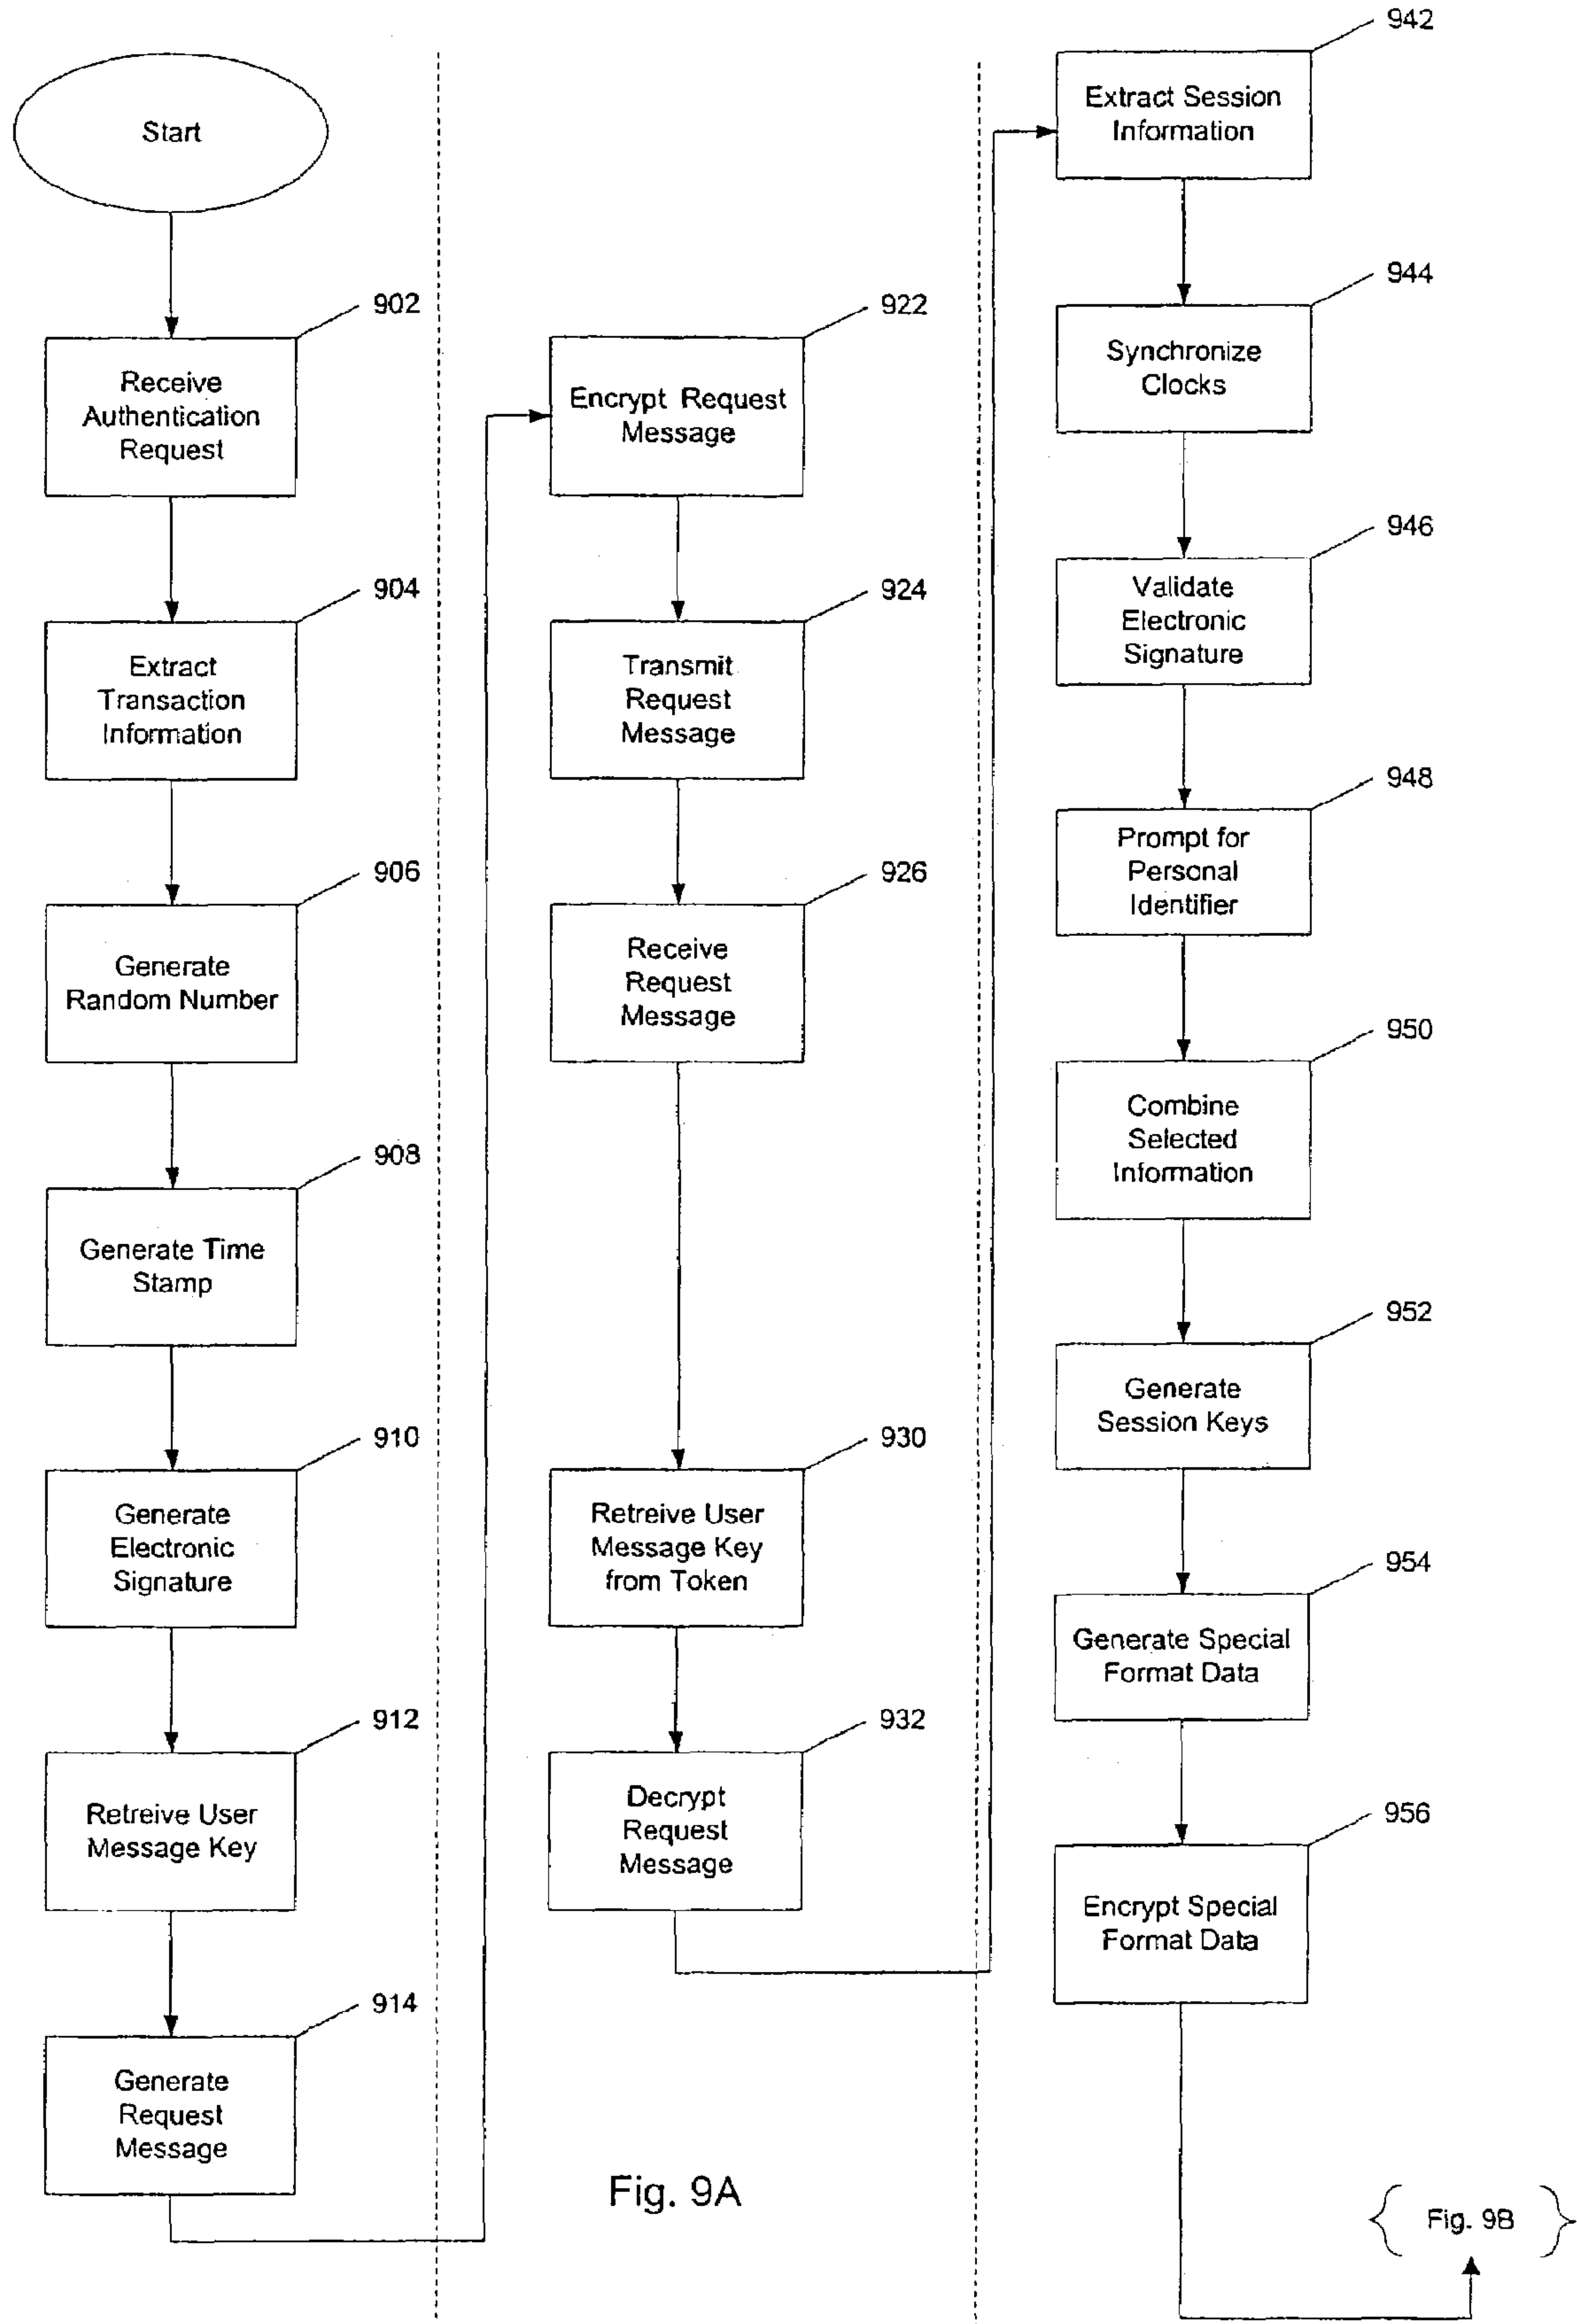 Start
902
Receive
Authentication
Request
904
Extract
Transaction
Information
906
Generate
Random Number
908
Generate Time
Stamp
910
Generate
Electronic
Signature
912
Retreive User
Message Key
914
Generate
Request
Message
922
Encrypt Request
Message
924
Transmit
Request
Message
926
Receive
Request
Message
930
Retreive User
Message Key
from Token
932
Decrypt
Request
Message
942
Extract Session
Information
944
Synchronize
Clocks
946
Validate
Electronic
Signature
948
Prompt for
Personal
Identifier
950
Combine
Selected
Information
952
Generate
Session Keys
954
Generate Special
Format Data
956
Encrypt Special
Format Data
Fig. 9A
{ Fig. 9B }